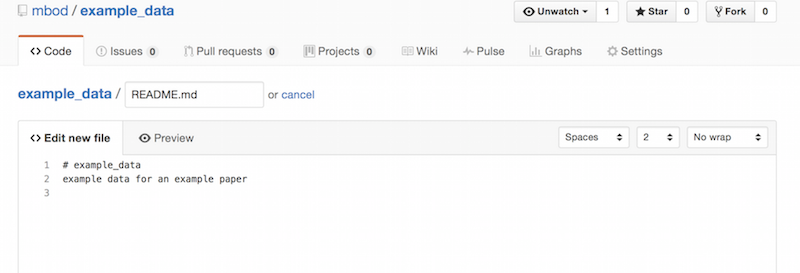 mbod / example_data Unwatch 1 Star 0 Fork 0
Code Issues 0 Pull requests 0 Projects 0 Wiki Pulse Graphs Settings
example_data / README.md or cancel
<> Edit new file Preview Spaces 2 No wrap
1 # example_data
2 example data for an example paper
3